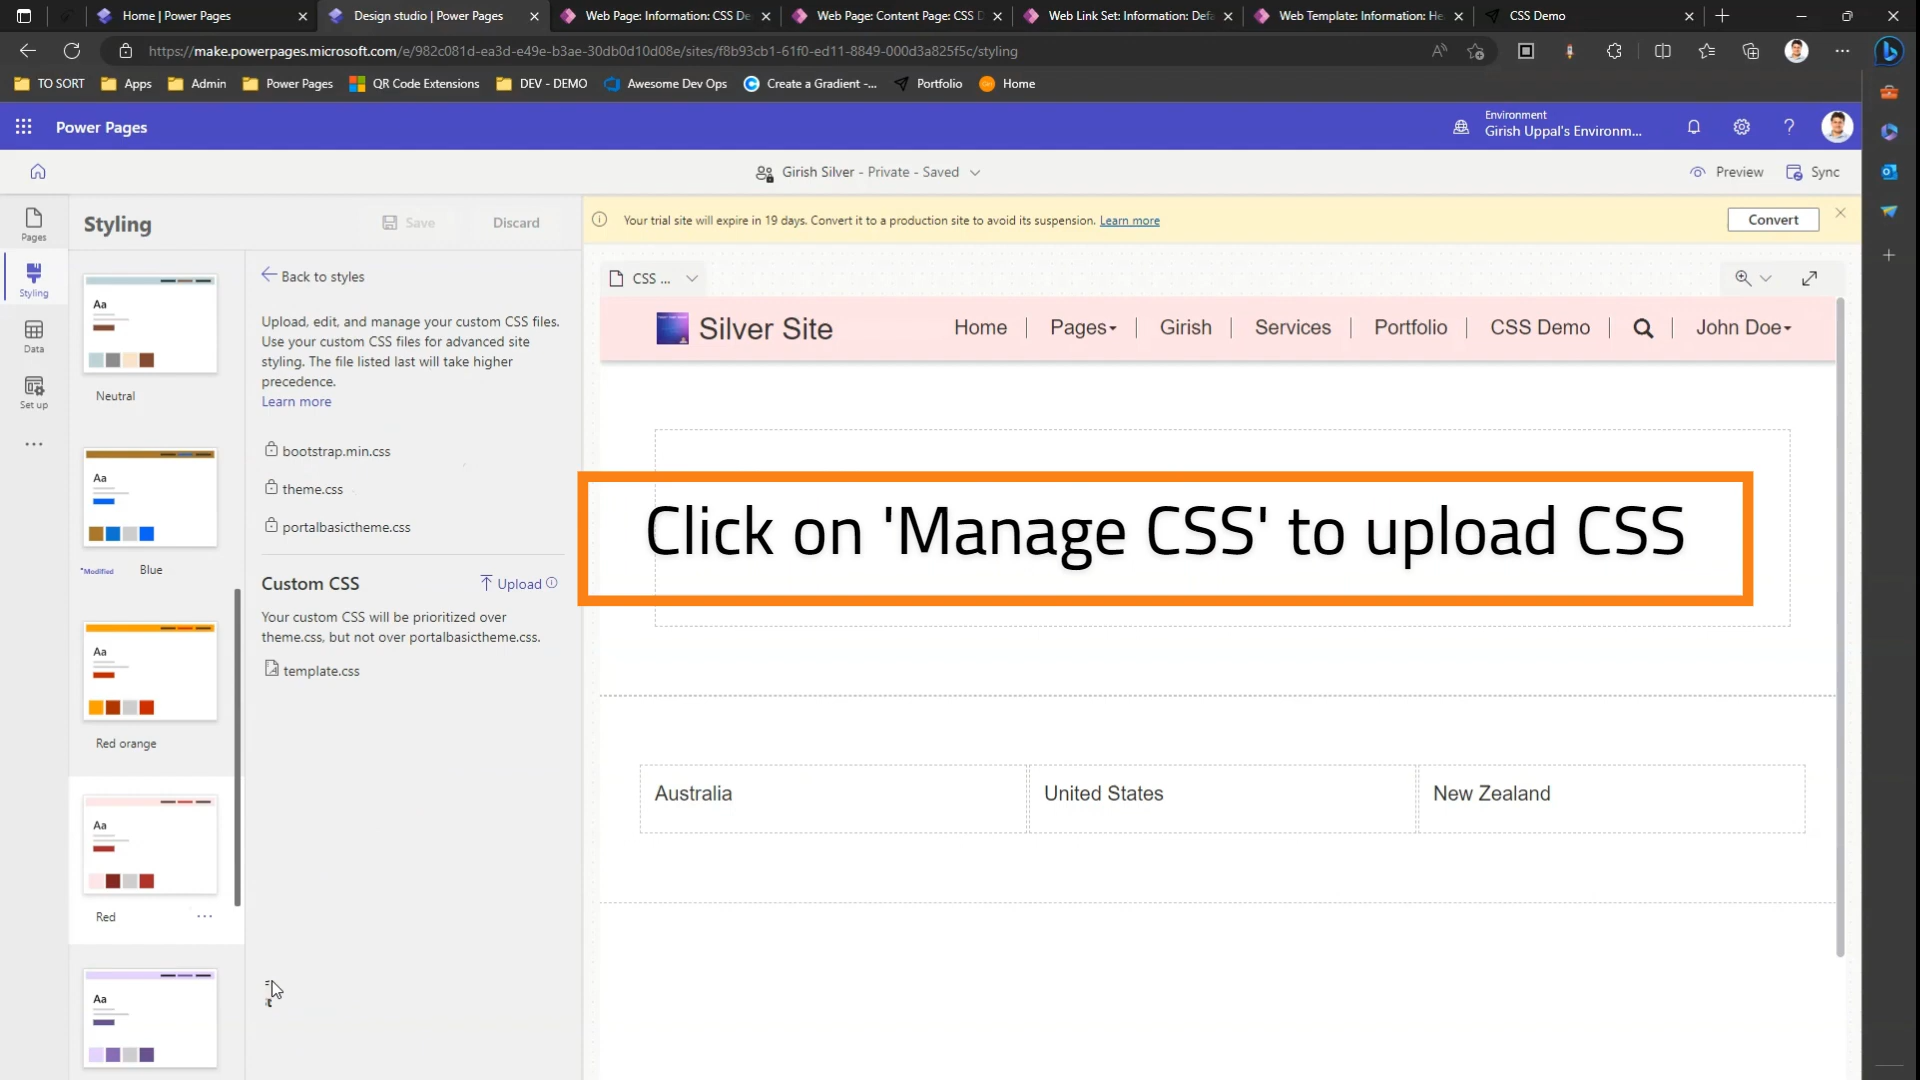 Home | Power Pages
Design studio | Power Pages
Web Page: Information: CSS De
Web Page: Content Page: CSS D
Web Link Set: Information: Defa
Web Template: Information: He
CSS Demo
https://make.powerpages.microsoft.com/e/982c081d-ea3d-e49e-b3ae-30db0d10d08e/sites/f8b93cb1-61f0-ed11-8849-000d3a825f5c/styling
TO SORT
Apps
Admin
Power Pages
QR Code Extensions
DEV - DEMO
Awesome Dev Ops
Create a Gradient -...
Portfolio
Home
Power Pages
Environment
Girish Uppal's Environm...
Girish Silver - Private - Saved
Preview
Sync
Pages
Styling
Data
Set up
Styling
Save
Discard
Aa
Neutral
Aa
*Modified
Blue
Aa
Red orange
Aa
Red
Aa
Back to styles
Upload, edit, and manage your custom CSS files.
Use your custom CSS files for advanced site
styling. The file listed last will take higher
precedence.
Learn more
bootstrap.min.css
theme.css
portalbasictheme.css
Custom CSS
Upload
Your custom CSS will be prioritized over
theme.css, but not over portalbasictheme.css.
template.css
Your trial site will expire in 19 days. Convert it to a production site to avoid its suspension. Learn more
Convert
CSS ...
Silver Site
Home
Pages
Girish
Services
Portfolio
CSS Demo
John Doe
Click on 'Manage CSS' to upload CSS
Australia
United States
New Zealand